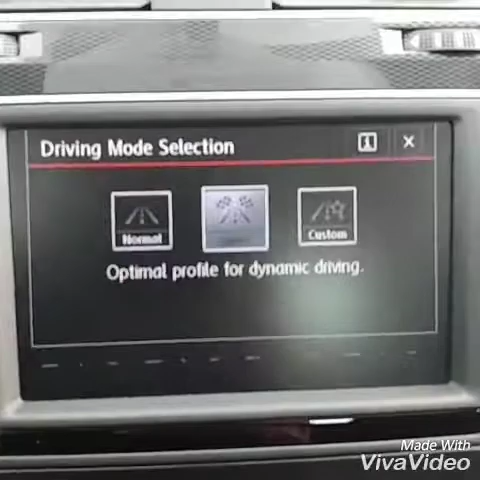 Driving Mode Selection
Normal
Custom
Optimal profile for dynamic driving.
Made With
VivaVideo